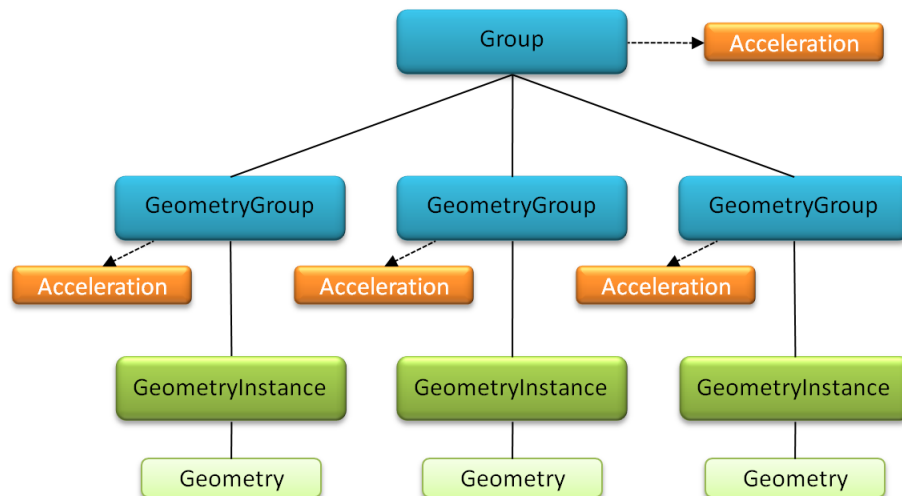 Group
Acceleration
GeometryGroup
GeometryGroup
GeometryGroup
Acceleration
Acceleration
Acceleration
GeometryInstance
GeometryInstance
GeometryInstance
Geometry
Geometry
Geometry